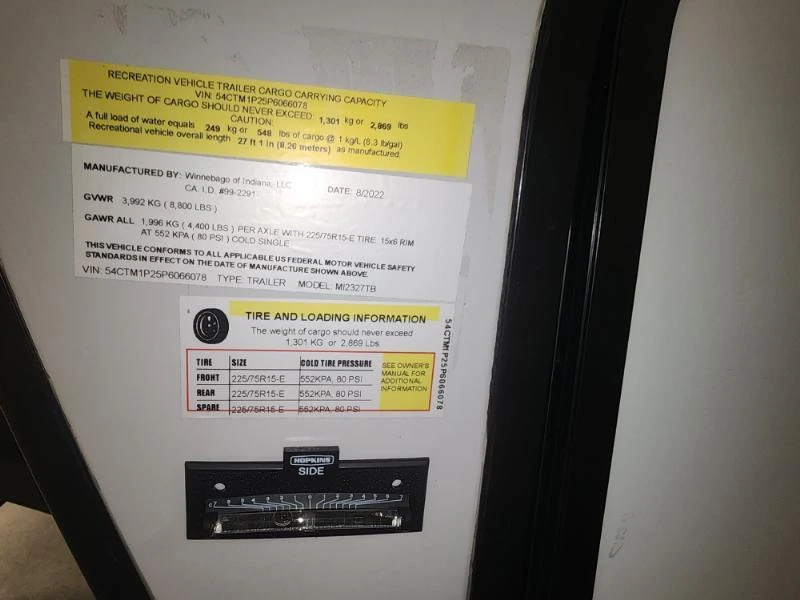 RECREATION VEHICLE TRAILER CARGO CARRYING CAPACITY
VIN: 54CTM1P25P6066078
THE WEIGHT OF CARGO SHOULD NEVER EXCEED: 1,301 kg or 2,869 lbs
CAUTION:
A full load of water equals 249 kg or 548 lbs of cargo @ 1 kg/L (8.3 lb/gal)
Recreational vehicle overall length 27 ft 1 in (8.26 meters) as manufactured.
MANUFACTURED BY: Winnebago of Indiana, LLC
CA. I.D. #99-2291 DATE: 8/2022
GVWR 3,992 KG ( 8,800 LBS )
GAWR ALL 1,996 KG ( 4,400 LBS ) PER AXLE WITH 225/75R15-E TIRE 15x6 RIM
AT 552 KPA ( 80 PSI ) COLD SINGLE
THIS VEHICLE CONFORMS TO ALL APPLICABLE US FEDERAL MOTOR VEHICLE SAFETY
STANDARDS IN EFFECT ON THE DATE OF MANUFACTURE SHOWN ABOVE
VIN: 54CTM1P25P6066078 TYPE: TRAILER MODEL: MI2327TB
TIRE AND LOADING INFORMATION
The weight of cargo should never exceed
1,301 KG or 2,869 Lbs
TIRE SIZE COLD TIRE PRESSURE
FRONT 225/75R15-E 552KPA, 80 PSI
REAR 225/75R15-E 552KPA, 80 PSI
SPARE 225/75R15-E 552KPA, 80 PSI
SEE OWNER'S
MANUAL FOR
ADDITIONAL
INFORMATION
54CTM1P25P6066078
HOPKINS
SIDE